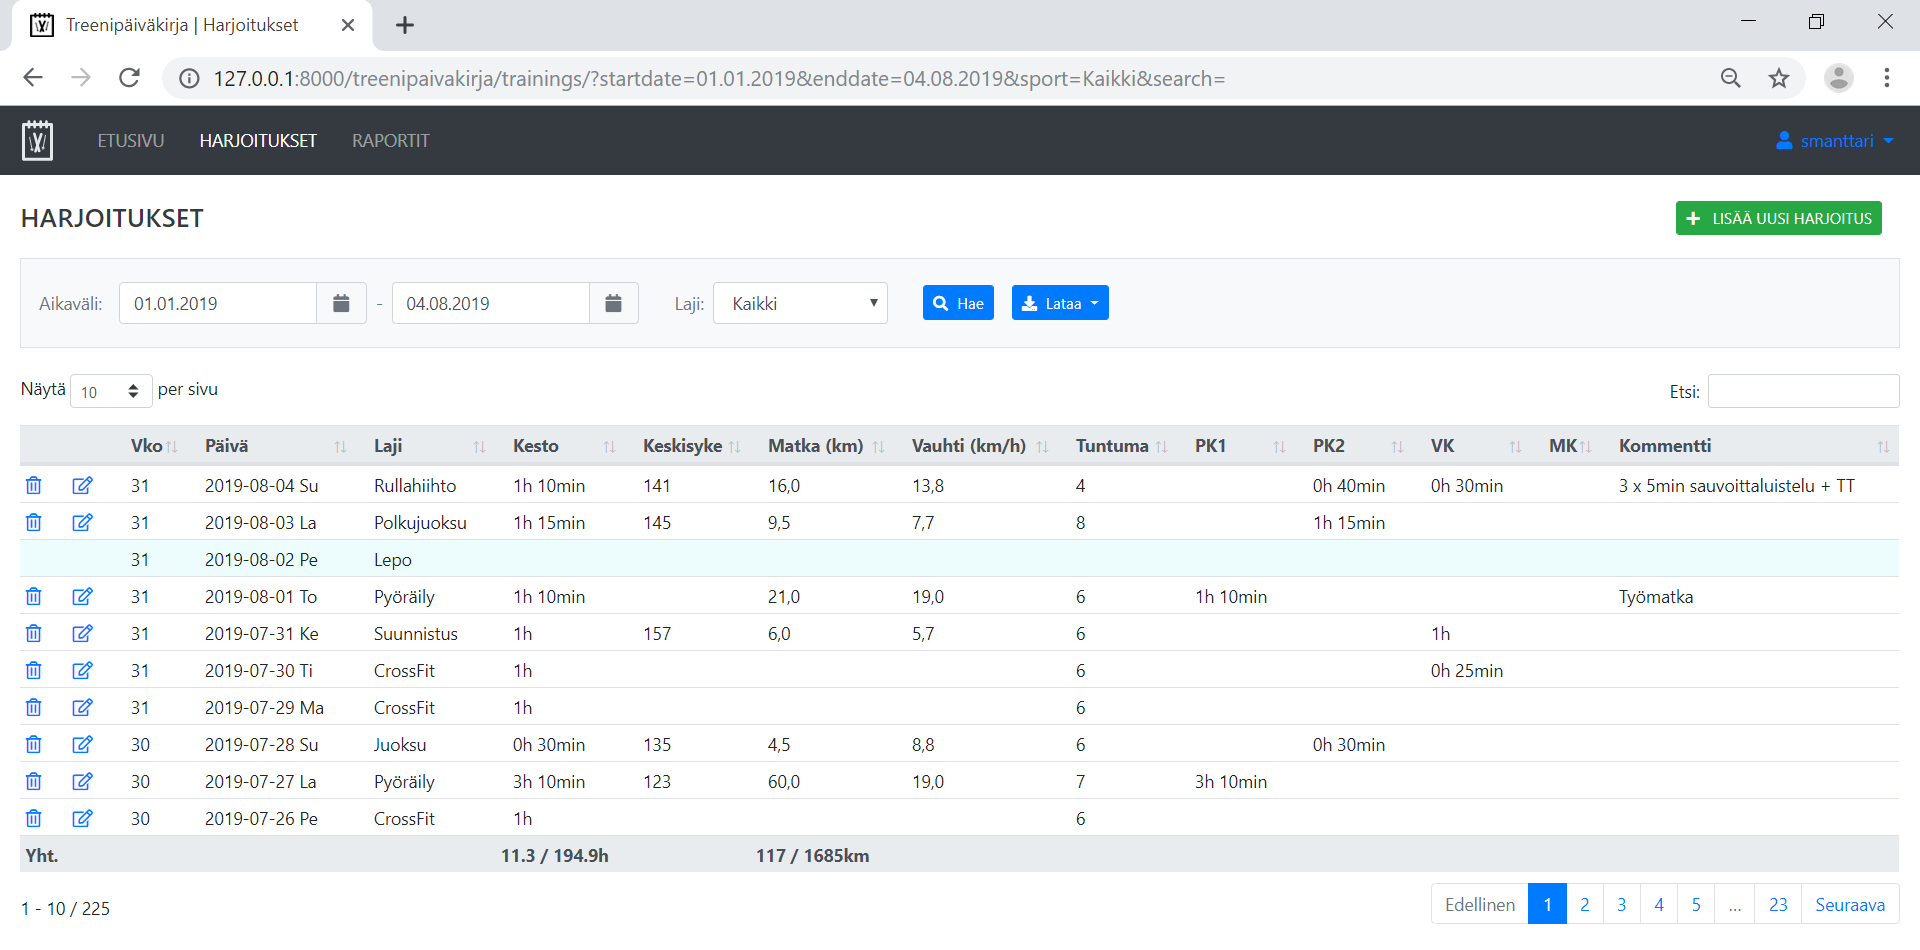 Treenipäiväkirja | Harjoitukset
127.0.0.1:8000/treenipaivakirja/trainings/?startdate=01.01.2019&enddate=04.08.2019&sport=Kaikki&search=
ETUSIVU HARJOITUKSET RAPORTIT smanttari
HARJOITUKSET LISÄÄ UUSI HARJOITUS
Aikaväli: 01.01.2019 - 04.08.2019 Laji: Kaikki Hae Lataa
Näytä 10 per sivu Etsi:
Vko Päivä Laji Kesto Keskisyke Matka (km) Vauhti (km/h) Tuntuma PK1 PK2 VK MK Kommentti
31 2019-08-04 Su Rullahiihto 1h 10min 141 16,0 13,8 4 0h 40min 0h 30min 3 x 5min sauvoittaluistelu + TT
31 2019-08-03 La Polkujuoksu 1h 15min 145 9,5 7,7 8 1h 15min
31 2019-08-02 Pe Lepo
31 2019-08-01 To Pyöräily 1h 10min 21,0 19,0 6 1h 10min Työmatka
31 2019-07-31 Ke Suunnistus 1h 157 6,0 5,7 6 1h
31 2019-07-30 Ti CrossFit 1h 6 0h 25min
31 2019-07-29 Ma CrossFit 1h 6
30 2019-07-28 Su Juoksu 0h 30min 135 4,5 8,8 6 0h 30min
30 2019-07-27 La Pyöräily 3h 10min 123 60,0 19,0 7 3h 10min
30 2019-07-26 Pe CrossFit 1h 6
Yht. 11.3 / 194.9h 117 / 1685km
1 - 10 / 225 Edellinen 1 2 3 4 5 ... 23 Seuraava